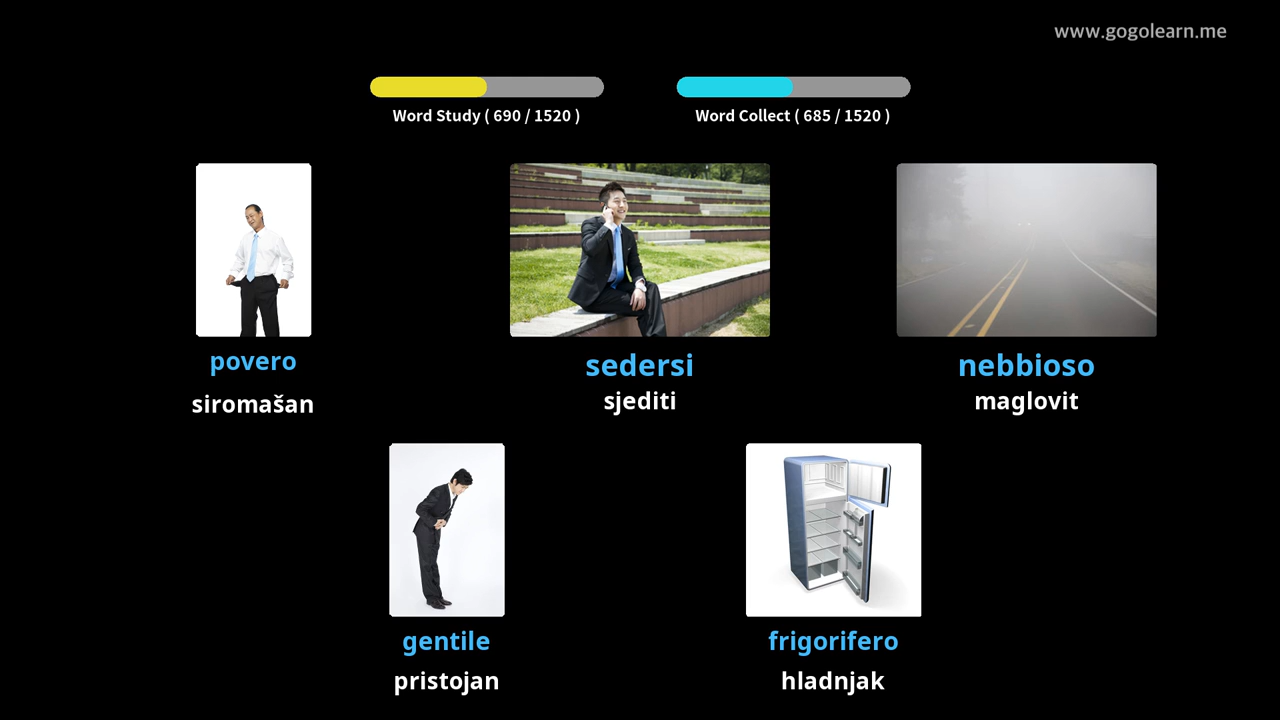 www.gogolearn.me
Word Study ( 690 / 1520 )
Word Collect ( 685 / 1520 )
povero
siromašan
sedersi
sjediti
nebbioso
maglovit
gentile
pristojan
frigorifero
hladnjak